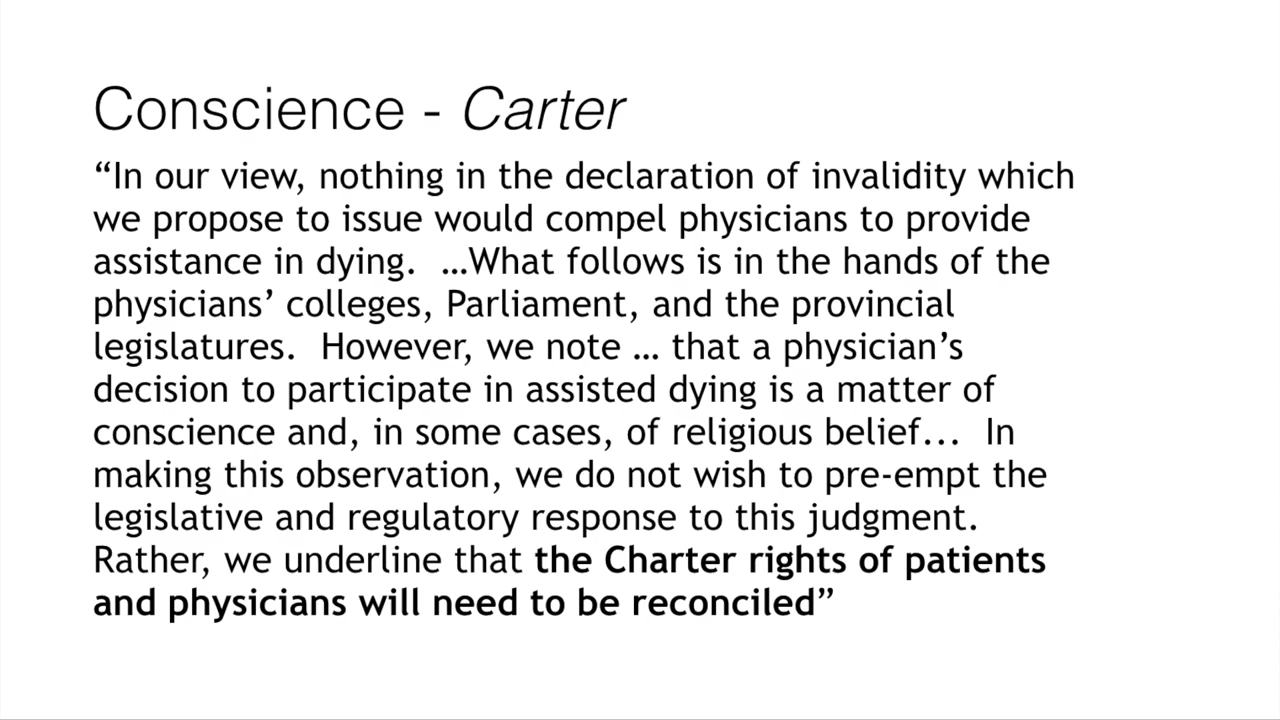 Conscience - Carter
“In our view, nothing in the declaration of invalidity which
we propose to issue would compel physicians to provide
assistance in dying.  …What follows is in the hands of the
physicians’ colleges, Parliament, and the provincial
legislatures.  However, we note … that a physician’s
decision to participate in assisted dying is a matter of
conscience and, in some cases, of religious belief...  In
making this observation, we do not wish to pre-empt the
legislative and regulatory response to this judgment.
Rather, we underline that the Charter rights of patients
and physicians will need to be reconciled”